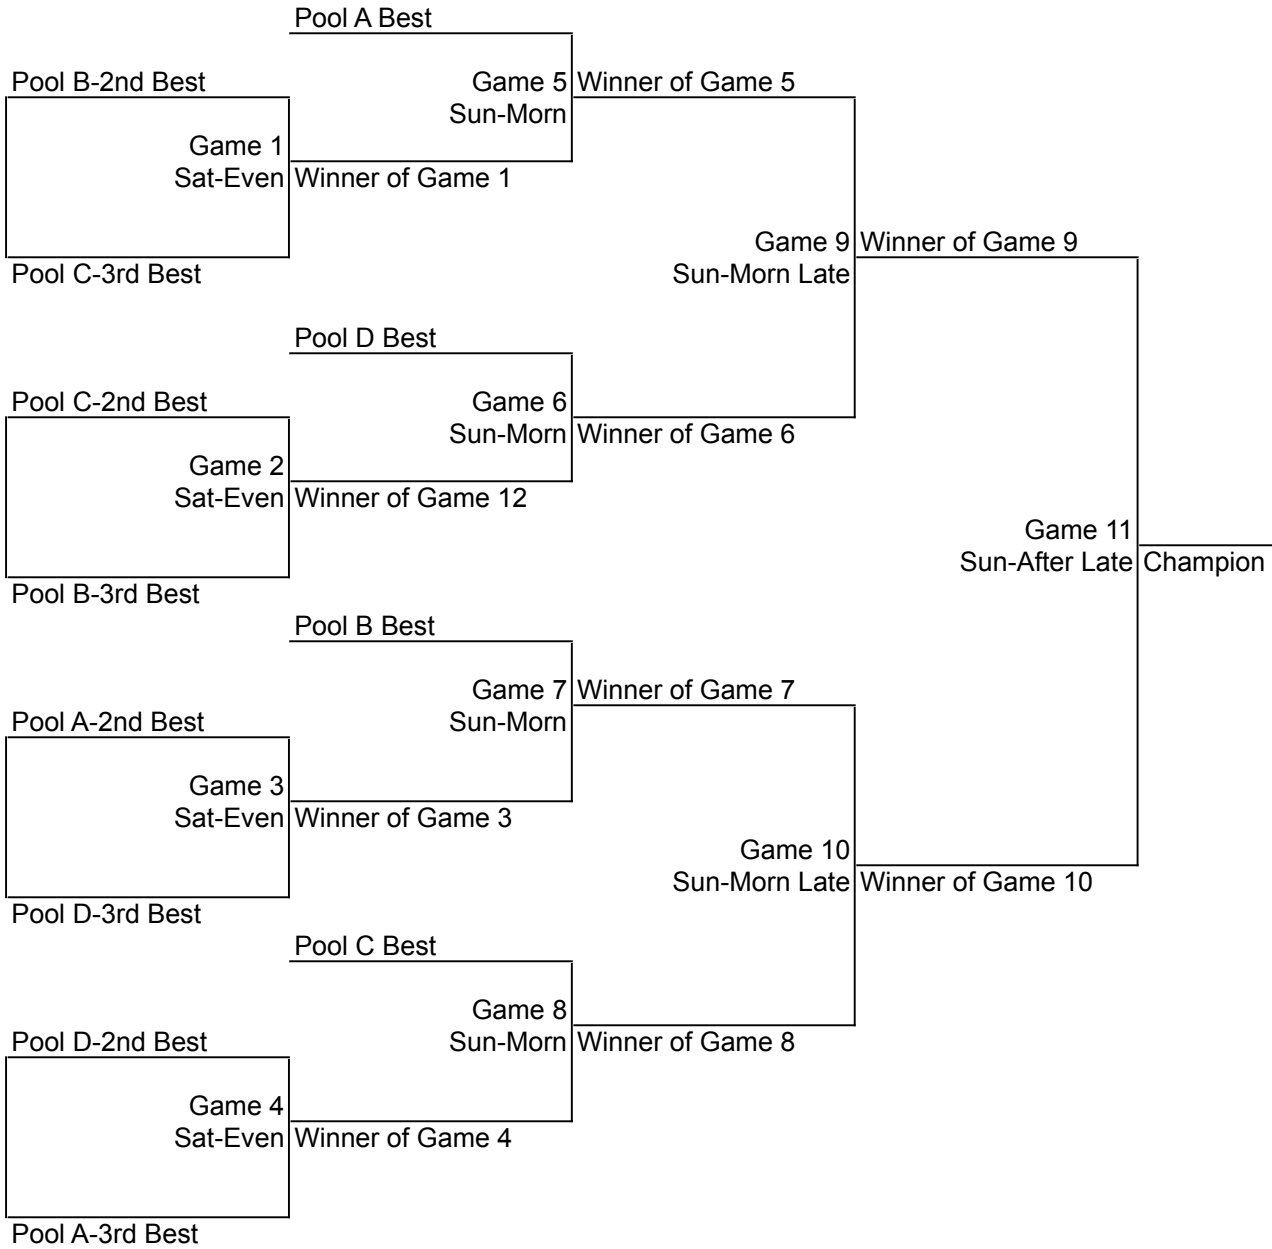 Pool A Best
Pool B-2nd Best
Game 5 Winner of Game 5
Sun-Morn
Game 1
Sat-Even Winner of Game 1
Game 9 Winner of Game 9
Pool C-3rd Best
Sun-Morn Late
Pool D Best
Pool C-2nd Best
Game 6
Sun-Morn Winner of Game 6
Game 2
Sat-Even Winner of Game 12
Game 11
Sun-After Late Champion
Pool B-3rd Best
Pool B Best
Game 7 Winner of Game 7
Pool A-2nd Best
Sun-Morn
Game 3
Sat-Even Winner of Game 3
Game 10
Sun-Morn Late Winner of Game 10
Pool D-3rd Best
Pool C Best
Game 8
Pool D-2nd Best
Sun-Morn Winner of Game 8
Game 4
Sat-Even Winner of Game 4
Pool A-3rd Best